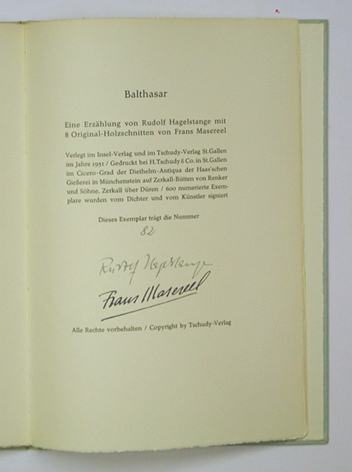 Balthasar
Eine Erzählung von Rudolf Hagelstange mit
8 Original-Holzschnitten von Frans Masereel
Verlegt im Insel-Verlag und im Tschudy-Verlag St. Gallen
im Jahre 1951 / Gedruckt bei H. Tschudy & Co. in St. Gallen
im Cicero-Grad der Diethelm-Antiqua der Haas'schen
Gießerei in Münchenstein auf Zerkall-Bütten von Renker
und Söhne, Zerkall über Düren / 600 numerierte Exem-
plare wurden vom Dichter und vom Künstler signiert
Dieses Exemplar trägt die Nummer
82
Rudolf Hagelstange
Frans Masereel
Alle Rechte vorbehalten / Copyright by Tschudy-Verlag